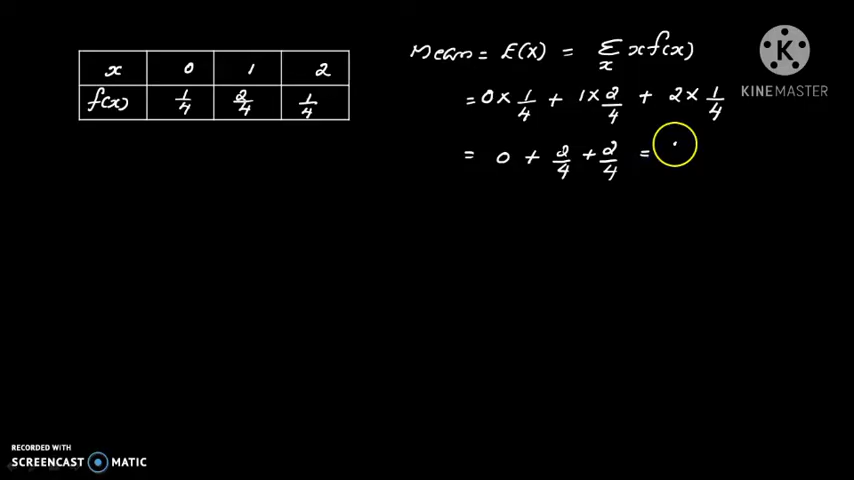 x 0 1 2
f(x) 1/4 2/4 1/4
Mean = E(x) = Σx x f(x)
= 0 × 1/4 + 1 × 2/4 + 2 × 1/4
= 0 + 2/4 + 2/4 =
K
KINEMASTER
RECORDED WITH
SCREENCAST MATIC